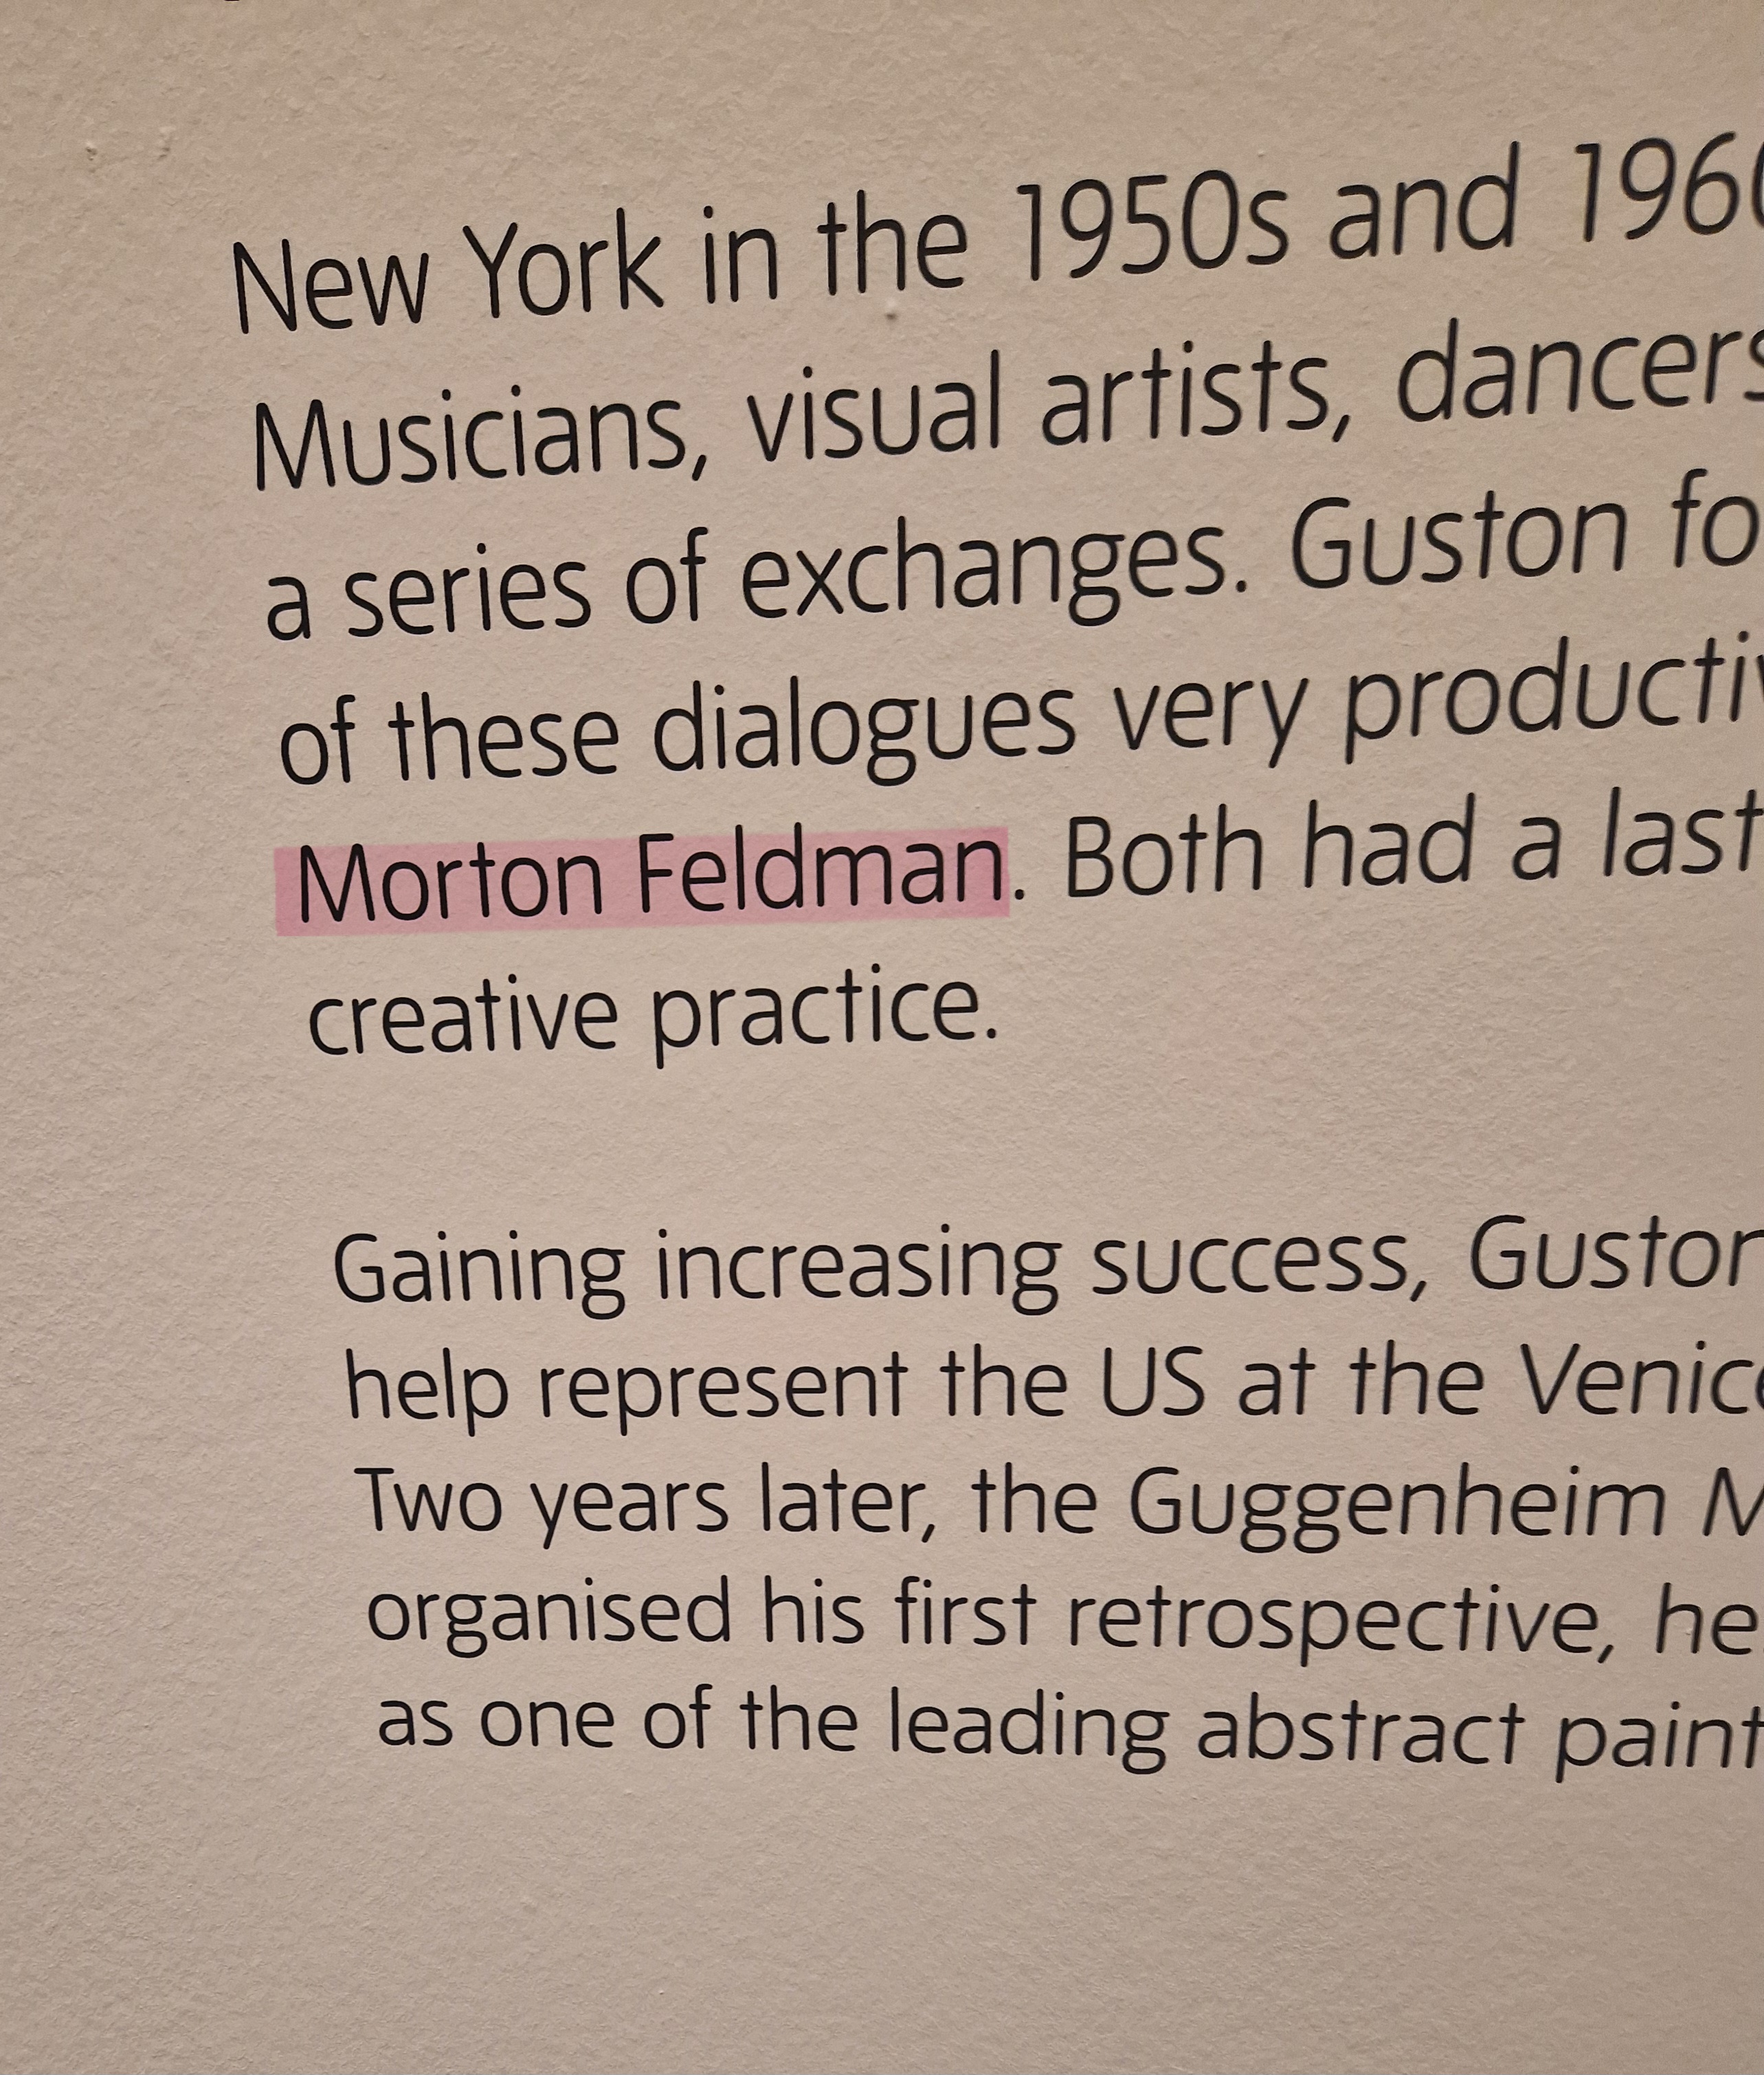 New York in the 1950s and
Musicians, visual artists, dancers
a series of exchanges. Guston
of these dialogues very
Morton Feldman. Both had a
creative practice.
Gaining increasing success,
help represent the US at the
Two years later, the Guggenheim
organised his first retrospective,
as one of the leading abstract